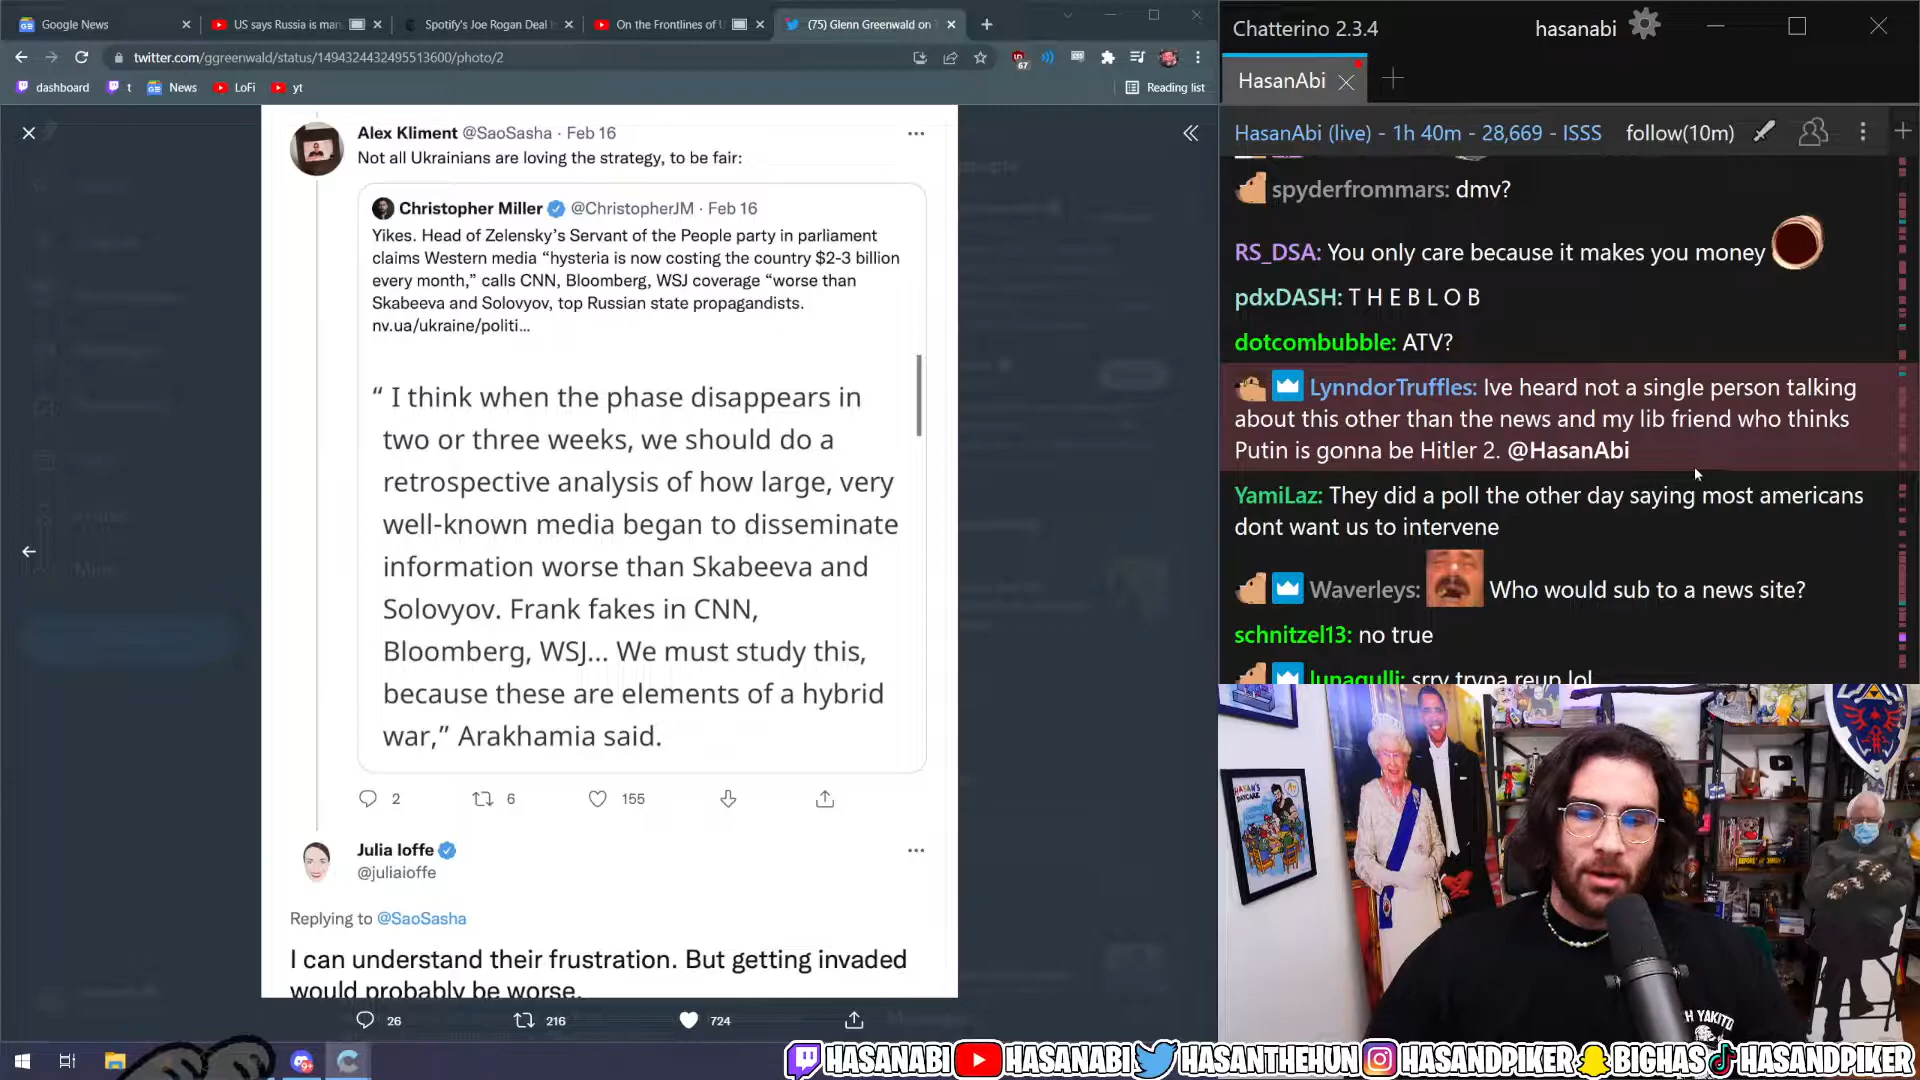 Google News
US says Russia is man
Spotify's Joe Rogan Deal
On the Frontlines of U
(75) Glenn Greenwald on
twitter.com/ggreenwald/status/1494324432495513600/photo/2
67
dashboard
t
News
LoFi
yt
Reading list
Alex Kliment @SaoSasha · Feb 16
Not all Ukrainians are loving the strategy, to be fair:
Christopher Miller @ChristopherJM · Feb 16
Yikes. Head of Zelensky's Servant of the People party in parliament
claims Western media “hysteria is now costing the country $2-3 billion
every month,” calls CNN, Bloomberg, WSJ coverage “worse than
Skabeeva and Solovyov, top Russian state propagandists.
nv.ua/ukraine/politi...
“ I think when the phase disappears in
two or three weeks, we should do a
retrospective analysis of how large, very
well-known media began to disseminate
information worse than Skabeeva and
Solovyov. Frank fakes in CNN,
Bloomberg, WSJ... We must study this,
because these are elements of a hybrid
war,” Arakhamia said.
2
6
155
Julia Ioffe
@juliaioffe
Replying to @SaoSasha
I can understand their frustration. But getting invaded
would probably be worse.
26
216
724
Chatterino 2.3.4
hasanabi
HasanAbi
HasanAbi (live) - 1h 40m - 28,669 - ISSS
follow(10m)
spyderfrommars: dmv?
RS_DSA: You only care because it makes you money
pdxDASH: T H E B L O B
dotcombubble: ATV?
LynndorTruffles: Ive heard not a single person talking
about this other than the news and my lib friend who thinks
Putin is gonna be Hitler 2. @HasanAbi
YamiLaz: They did a poll the other day saying most americans
dont want us to intervene
Waverleys: Who would sub to a news site?
schnitzel13: no true
lunagulli: srry tryna reup lol
HASAN'S
DAYCARE
H YAKITO
HASANABI
HASANABI
HASANTHEHUN
HASANDPIKER
BIGHAS
HASANDPIKER